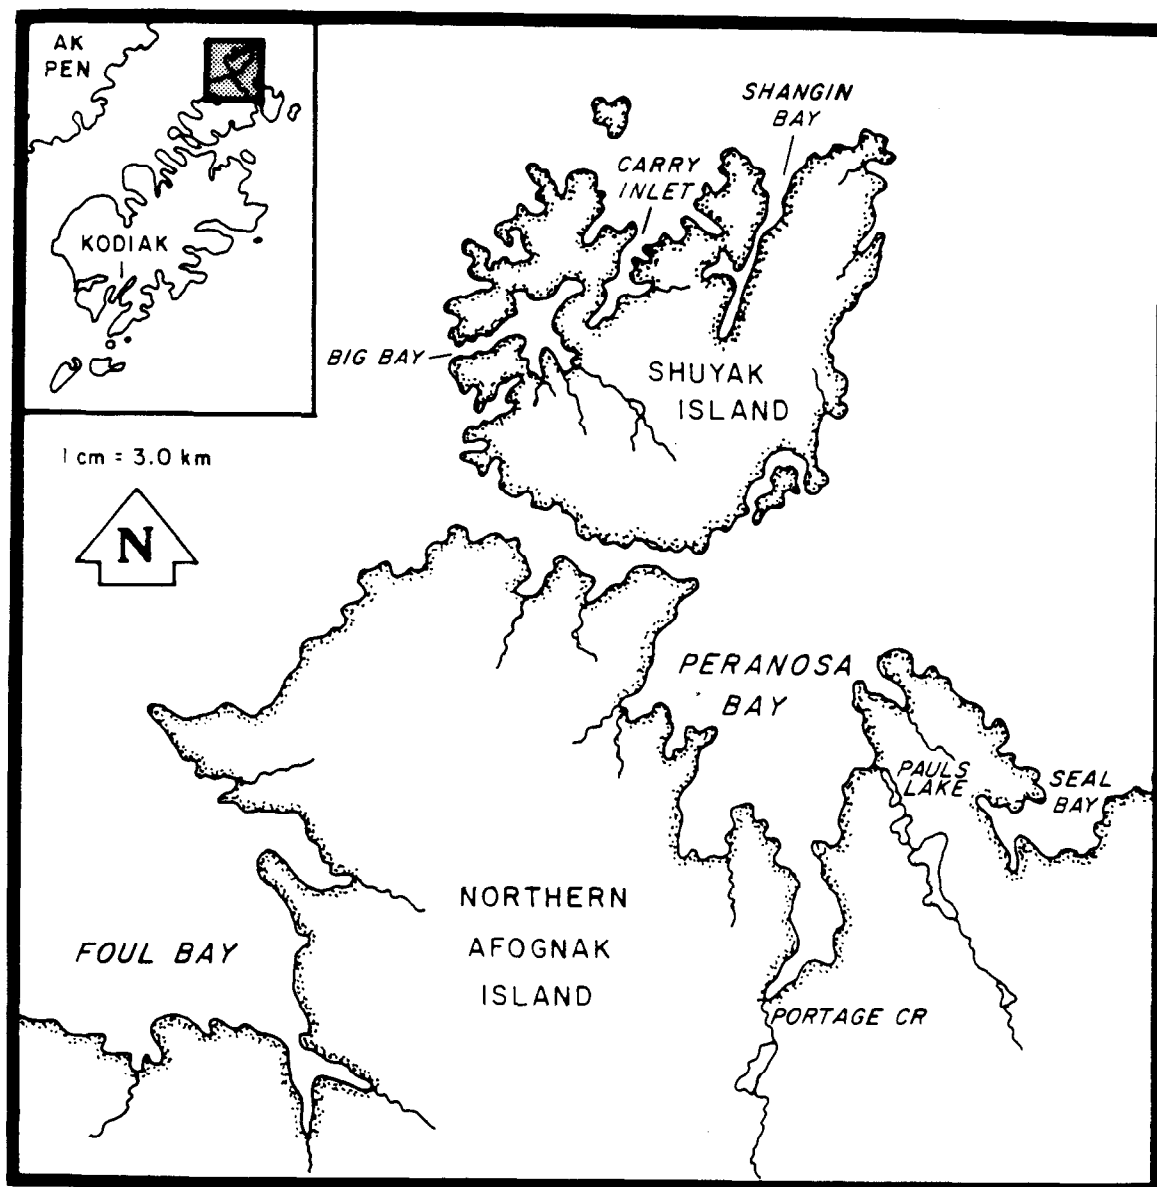 AK
PEN
KODIAK
SHANGIN
BAY
CARRY
INLET
BIG BAY
SHUYAK
ISLAND
1 cm = 3.0 km
N
PERANOSA
BAY
PAULS
LAKE
SEAL
BAY
NORTHERN
AFOGNAK
ISLAND
FOUL BAY
PORTAGE CR